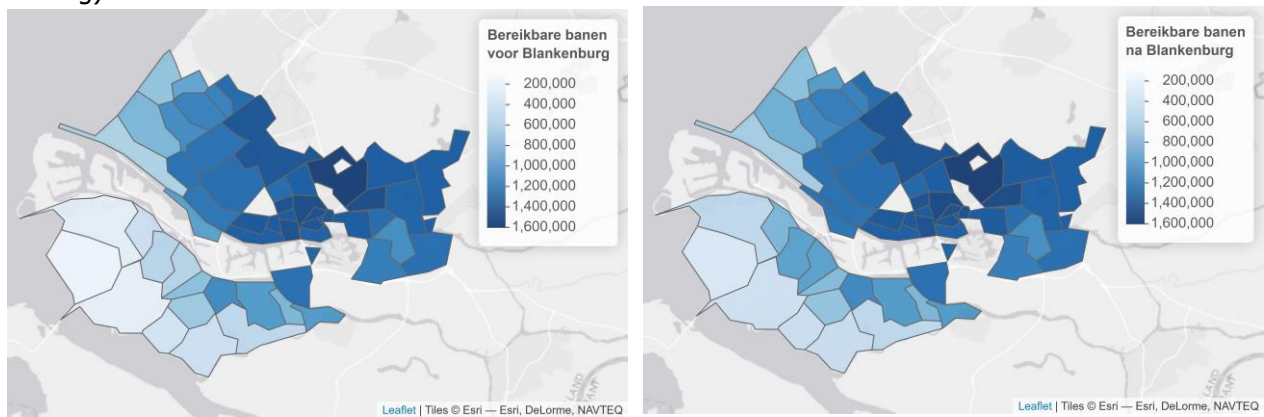 Bereikbare banen
voor Blankenburg
200,000
400,000
600,000
800,000
1,000,000
1,200,000
1,400,000
1,600,000
Leaflet | Tiles © Esri — Esri, DeLorme, NAVTEQ
Bereikbare banen
na Blankenburg
200,000
400,000
600,000
800,000
1,000,000
1,200,000
1,400,000
1,600,000
LAND
ANT
Leaflet | Tiles © Esri — Esri, DeLorme, NAVTEQ